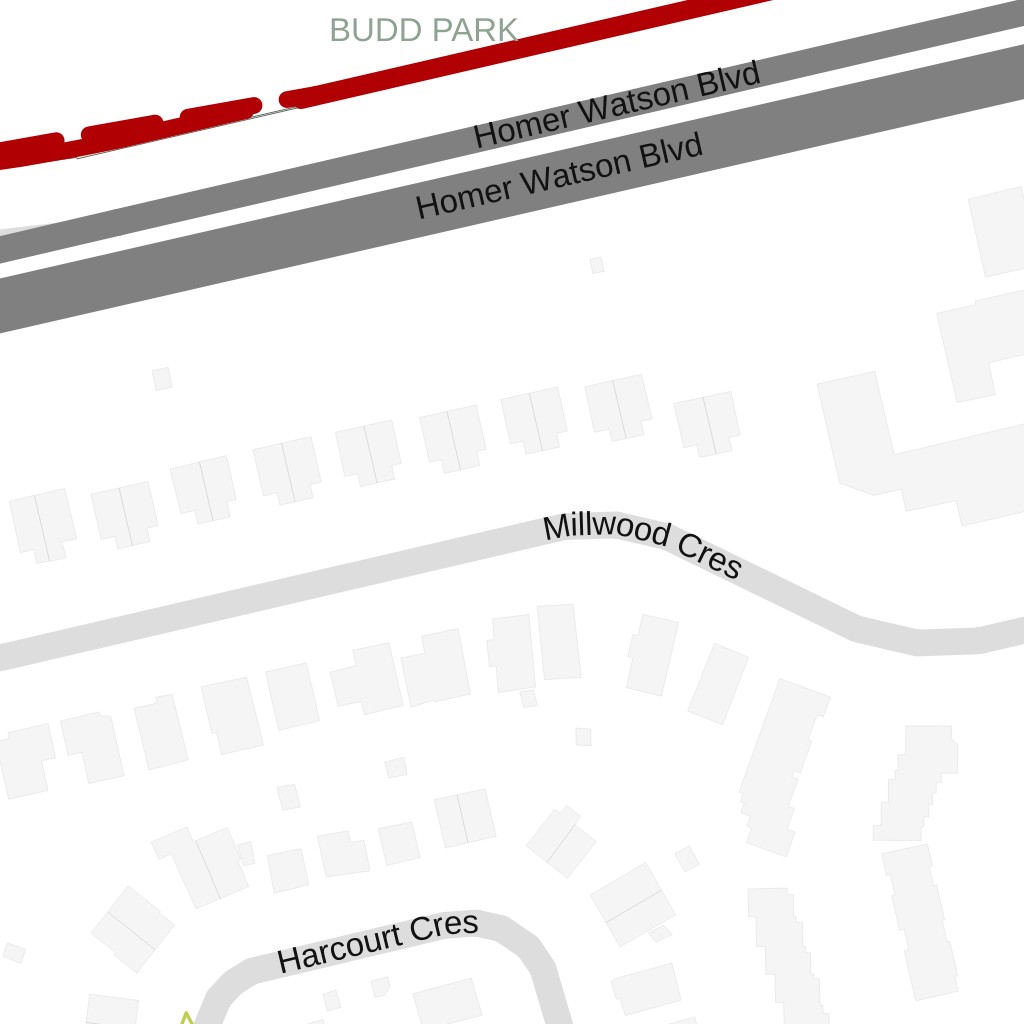 BUDD PARK
Homer Watson Blvd
Homer Watson Blvd
Millwood Cres
Harcourt Cres